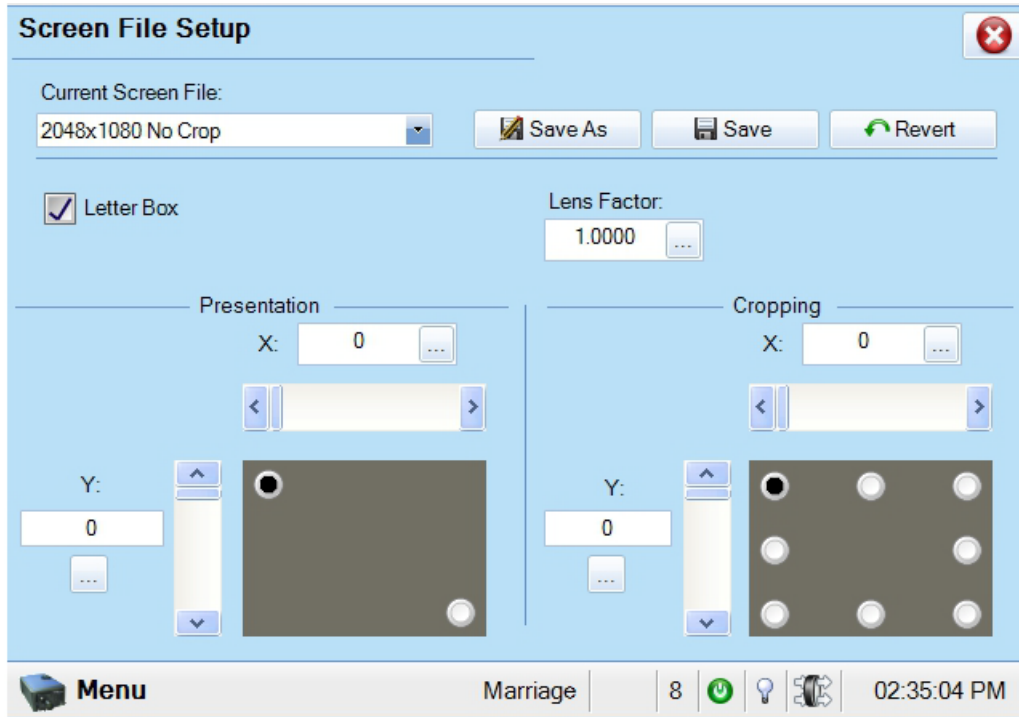 Screen File Setup
Current Screen File:
2048x1080 No Crop
Save As
Save
Revert
Letter Box
Lens Factor:
1.0000
...
Presentation
Cropping
X:
0
...
X:
0
...
Y:
0
...
Y:
0
...
Menu
Marriage
8
02:35:04 PM